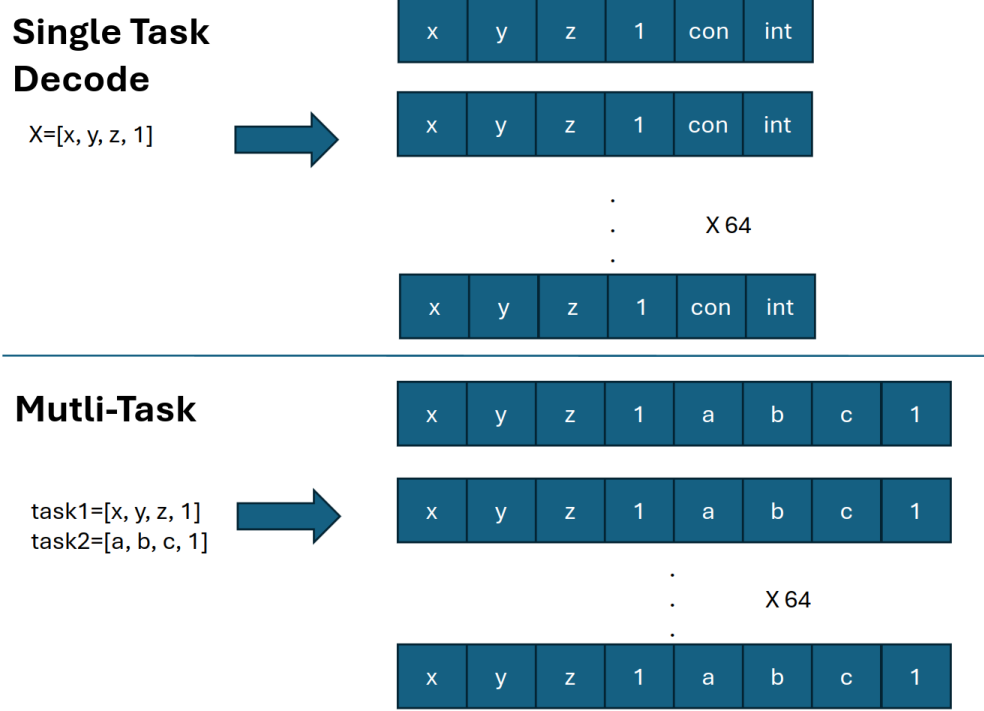 Single Task
Decode
X=[x, y, z, 1]
x y z 1 con int
x y z 1 con int
.
.
.
X 64
x y z 1 con int
Mutli-Task
task1=[x, y, z, 1]
task2=[a, b, c, 1]
x y z 1 a b c 1
x y z 1 a b c 1
.
.
.
X 64
x y z 1 a b c 1